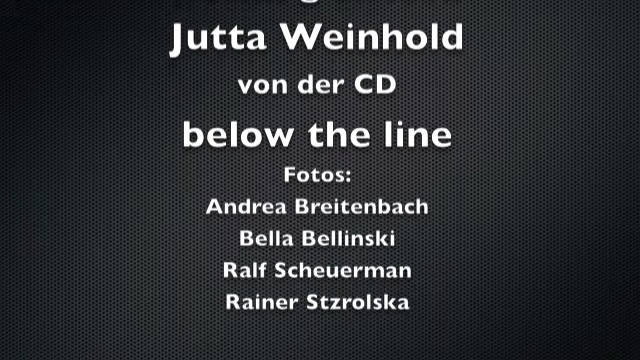 Jutta Weinhold
von der CD
below the line
Fotos:
Andrea Breitenbach
Bella Bellinski
Ralf Scheuerman
Rainer Stzrolska